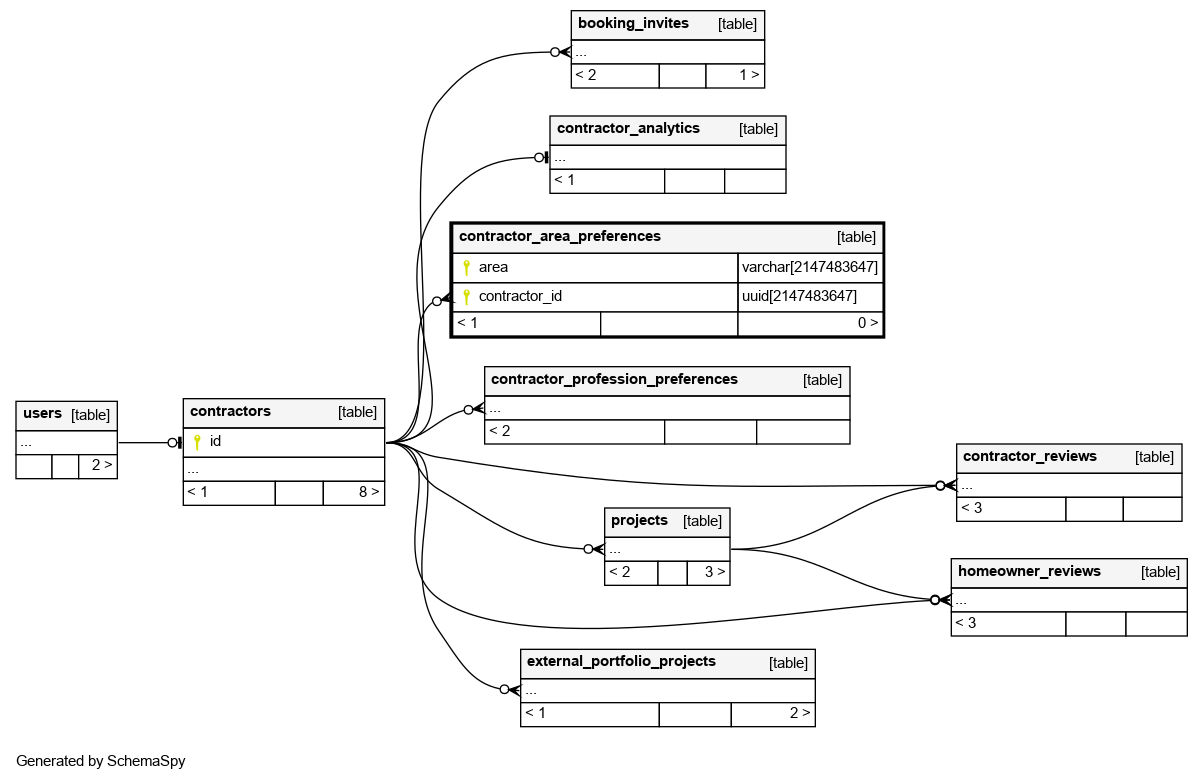 booking_invites [table]
...
< 2 1 >
contractor_analytics [table]
...
< 1
contractor_area_preferences [table]
area varchar[2147483647]
contractor_id uuid[2147483647]
< 1 0 >
contractor_profession_preferences [table]
...
< 2
users [table]
...
2 >
contractors [table]
id
...
< 1 8 >
contractor_reviews [table]
...
< 3
projects [table]
...
< 2 3 >
homeowner_reviews [table]
...
< 3
external_portfolio_projects [table]
...
< 1 2 >
Generated by SchemaSpy